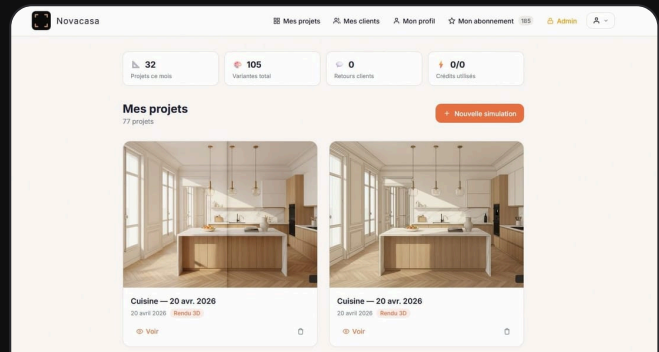 Novacasa
Mes projets
Mes clients
Mon profil
Mon abonnement 185
Admin
32
Projets ce mois
105
Variantes total
0
Retours clients
0/0
Crédits utilisés
Mes projets
77 projets
+ Nouvelle simulation
Cuisine — 20 avr. 2026
20 avril 2026 Rendu 3D
Voir
Cuisine — 20 avr. 2026
20 avril 2026 Rendu 3D
Voir